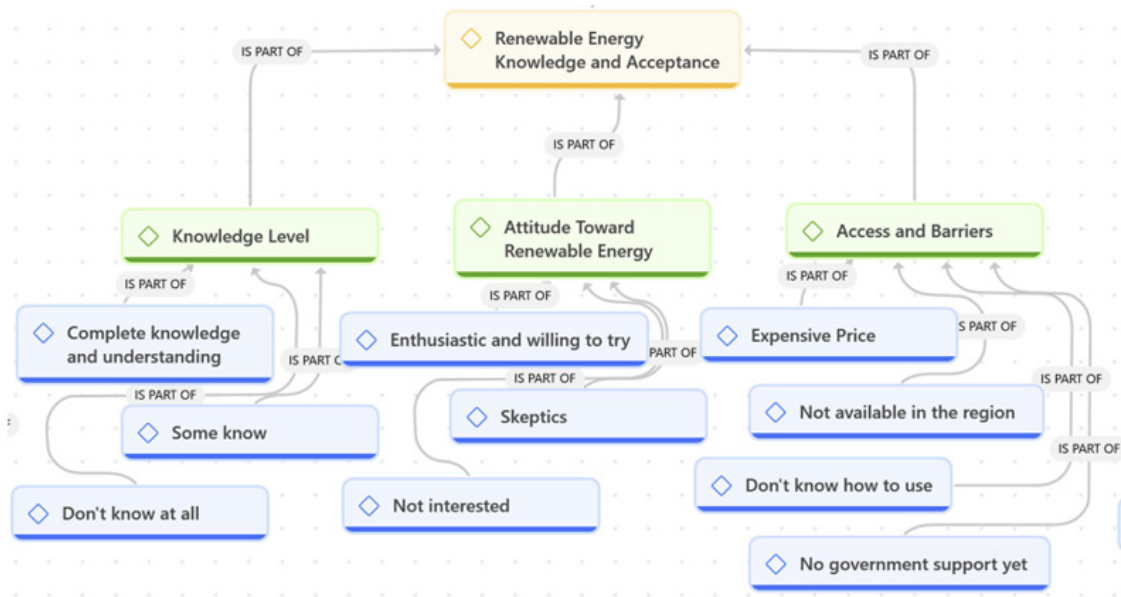 Renewable Energy
Knowledge and Acceptance
IS PART OF
IS PART OF
IS PART OF
Knowledge Level
Attitude Toward
Renewable Energy
Access and Barriers
IS PART OF
IS PART OF
IS PART OF
Complete knowledge
and understanding
Enthusiastic and willing to try
Expensive Price
S PART OF
IS PART O
PART OF
IS PART OF
IS PART OF
IS PART OF
Some know
Skeptics
Not available in the region
IS PART OF
Don't know at all
Not interested
Don't know how to use
No government support yet